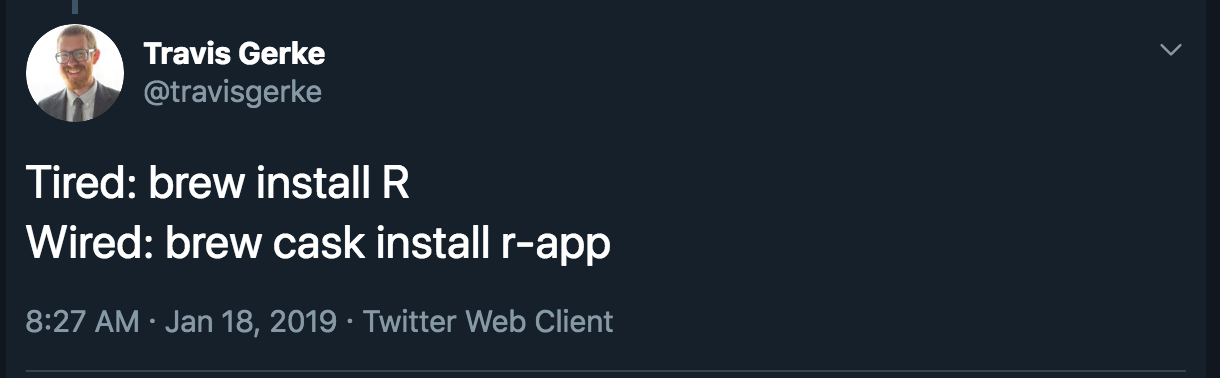 Travis Gerke
@travisgerke
Tired: brew install R
Wired: brew cask install r-app
8:27 AM · Jan 18, 2019 · Twitter Web Client